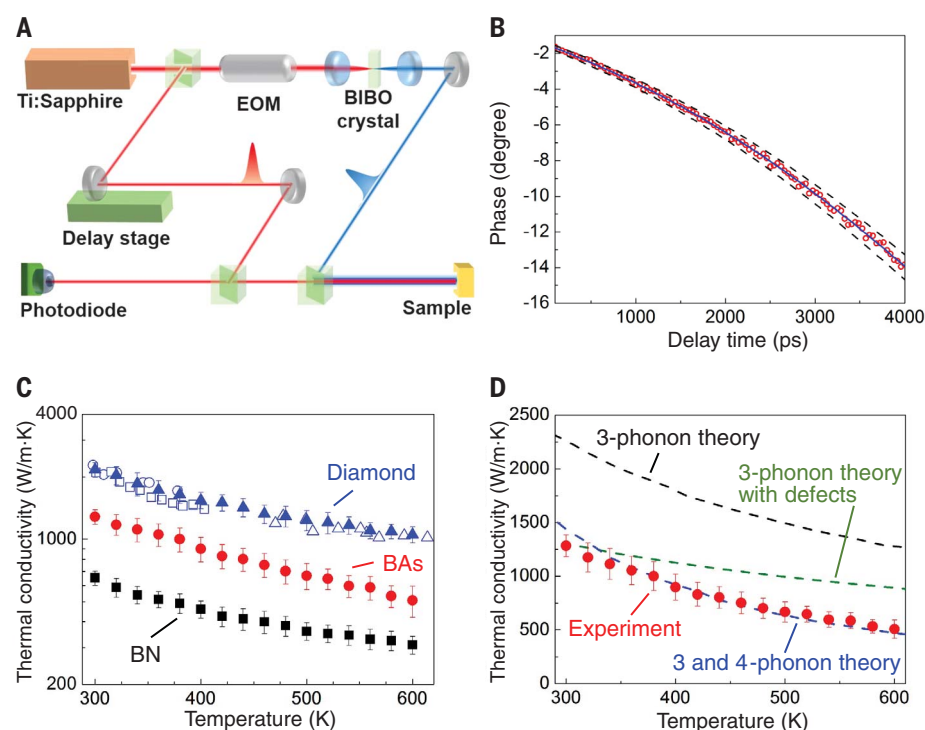 A
Ti:Sapphire
EOM
BIBO
crystal
Delay stage
Photodiode
Sample
B
Phase (degree)
-2
-4
-6
-8
-10
-12
-14
-16
1000
2000
3000
4000
Delay time (ps)
C
Thermal conductivity (W/m·K)
4000
1000
200
Diamond
BAs
BN
300
400
500
600
Temperature (K)
D
Thermal conductivity (W/m·K)
2500
2000
1500
1000
500
0
3-phonon theory
3-phonon theory
with defects
Experiment
3 and 4-phonon theory
300
400
500
600
Temperature (K)